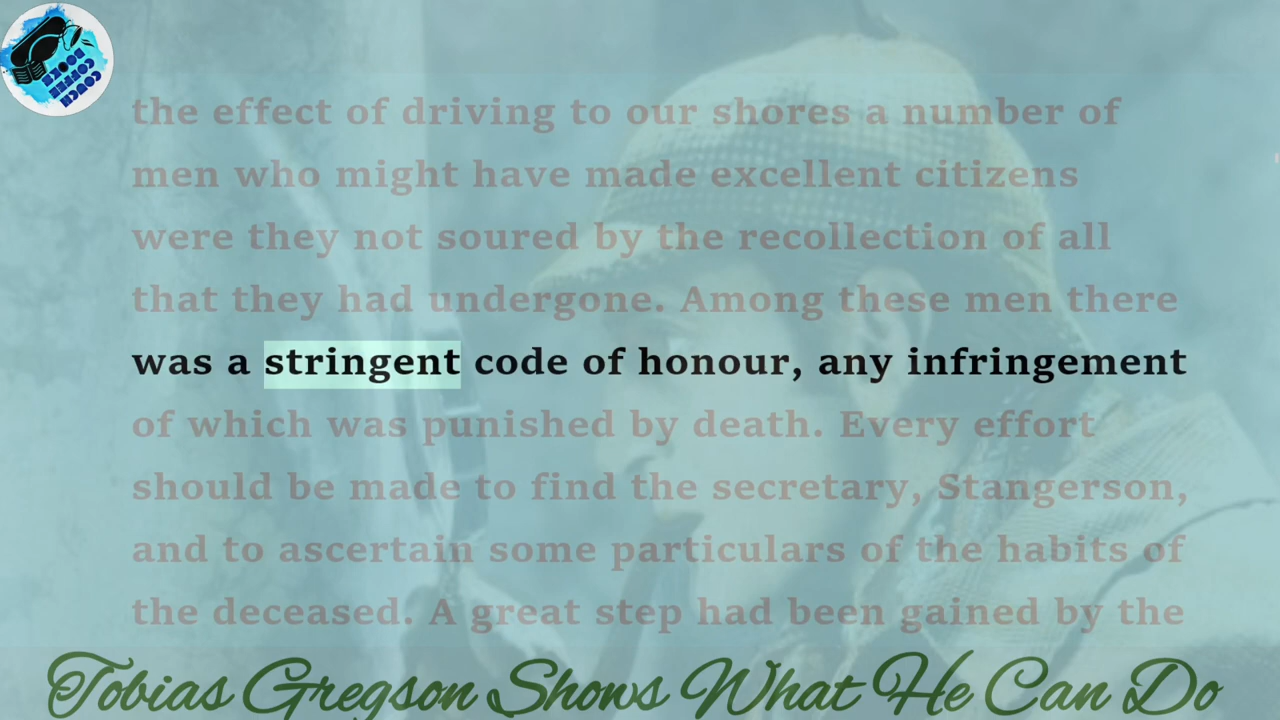 COUCH
COFFEE
BOOKS
the effect of driving to our shores a number of
men who might have made excellent citizens
were they not soured by the recollection of all
that they had undergone. Among these men there
was a stringent code of honour, any infringement
of which was punished by death. Every effort
should be made to find the secretary, Stangerson,
and to ascertain some particulars of the habits of
the deceased. A great step had been gained by the
Tobias Gregson Shows What He Can Do